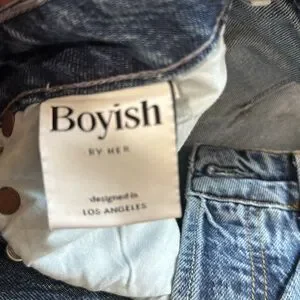 Boyish
BY HER
designed in
LOS ANGELES